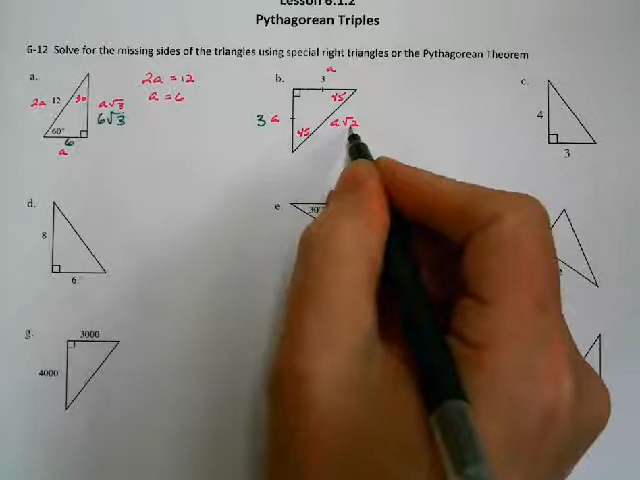 Lesson 6.1.2
Pythagorean Triples
6-12 Solve for the missing sides of the triangles using special right triangles or the Pythagorean Theorem
a.
2a
12
30
a√3
6√3
60°
6
a
2a = 12
a = 6
b.
a
3
45
3 a
45
a√2
c.
4
3
d.
8
6
e.
30°
g.
3000
4000